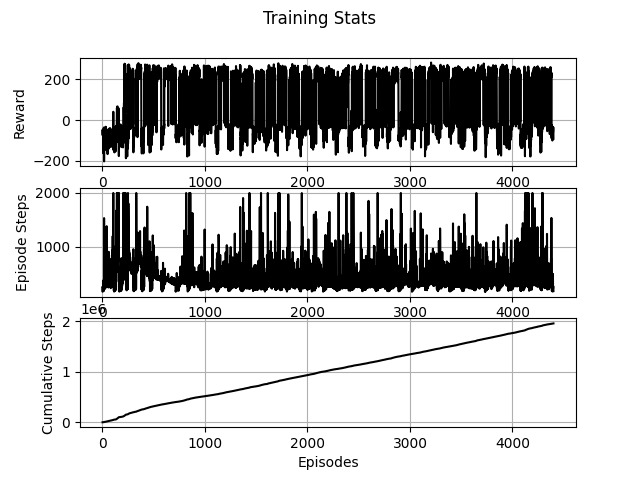 Training Stats
Reward
200
0
−200
0 1000 2000 3000 4000
Episode Steps
2000
1000
0 1000 2000 3000 4000
1e6
Cumulative Steps
2
1
0
0 1000 2000 3000 4000
Episodes